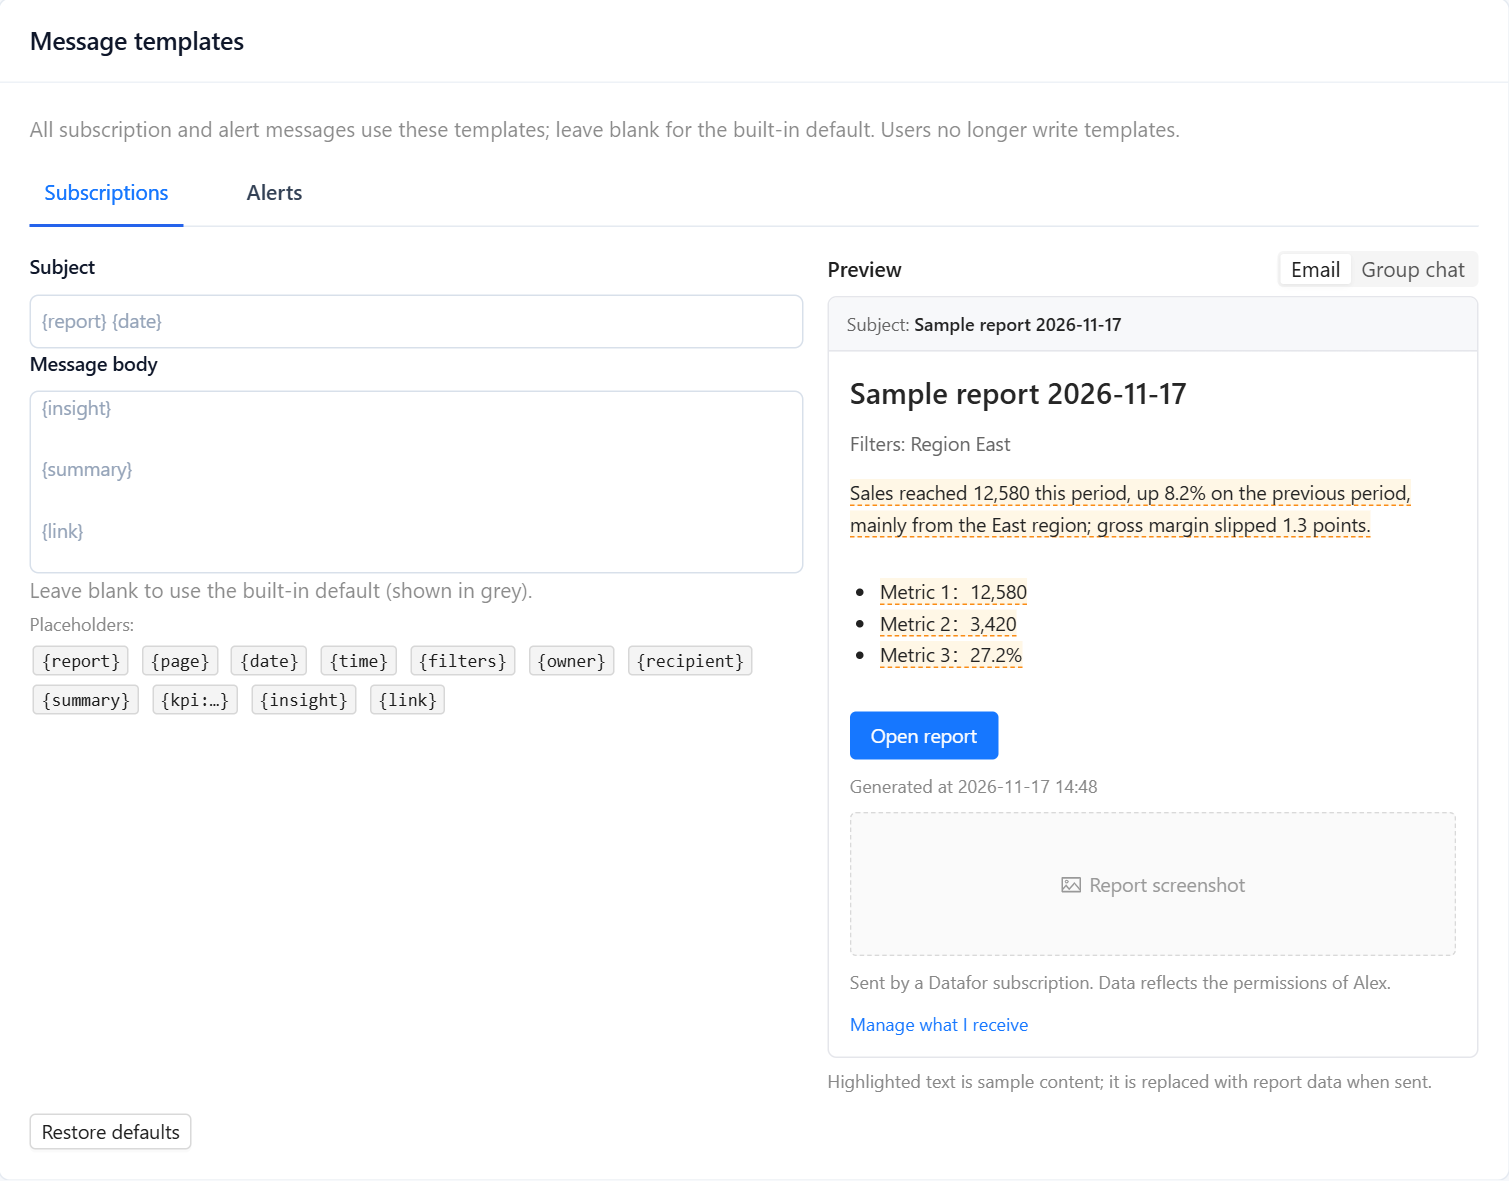 Message templates
All subscription and alert messages use these templates; leave blank for the built-in default. Users no longer write templates.
Subscriptions
Alerts
Subject
{report} {date}
Message body
{insight}
{summary}
{link}
Leave blank to use the built-in default (shown in grey).
Placeholders:
{report} {page} {date} {time} {filters} {owner} {recipient}
{summary} {kpi:…} {insight} {link}
Preview
Email
Group chat
Subject: Sample report 2026-11-17
Sample report 2026-11-17
Filters: Region East
Sales reached 12,580 this period, up 8.2% on the previous period,
mainly from the East region; gross margin slipped 1.3 points.
Metric 1：12,580
Metric 2：3,420
Metric 3：27.2%
Open report
Generated at 2026-11-17 14:48
Report screenshot
Sent by a Datafor subscription. Data reflects the permissions of Alex.
Manage what I receive
Highlighted text is sample content; it is replaced with report data when sent.
Restore defaults